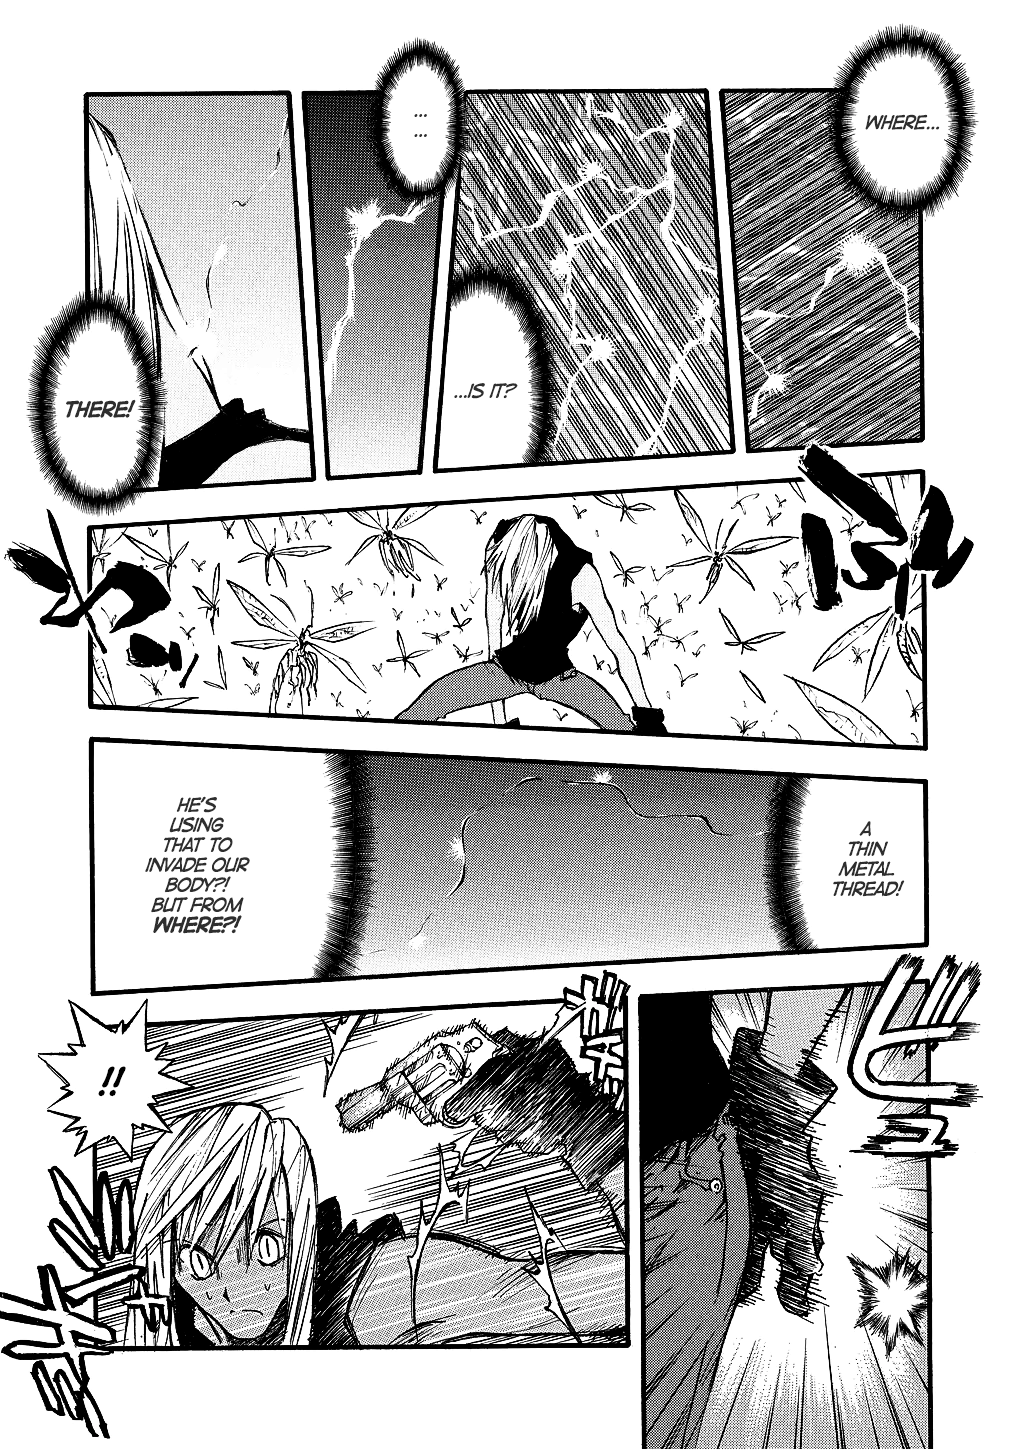 WHERE...
...IS IT?
...
...
THERE!
A
THIN
METAL
THREAD!
HE'S
USING
THAT TO
INVADE OUR
BODY?!
BUT FROM
WHERE?!
!!